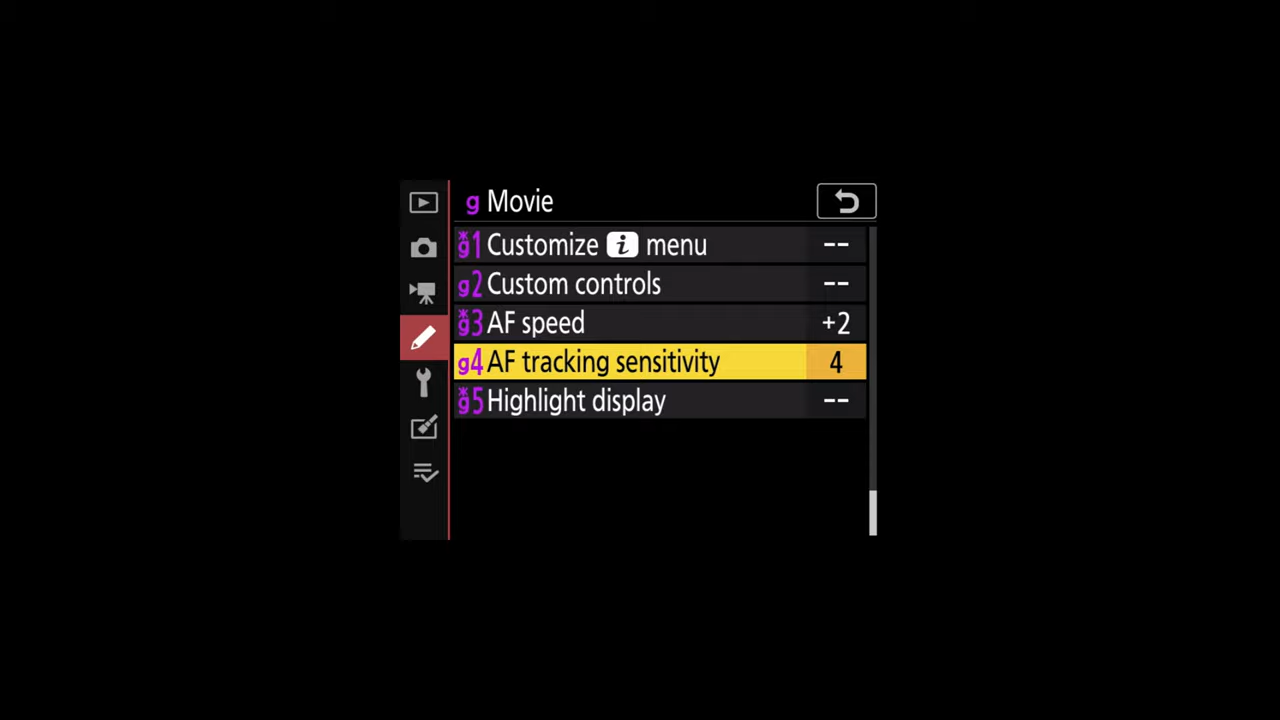 g Movie
*g1 Customize i menu --
g2 Custom controls --
*g3 AF speed +2
g4 AF tracking sensitivity 4
*g5 Highlight display --